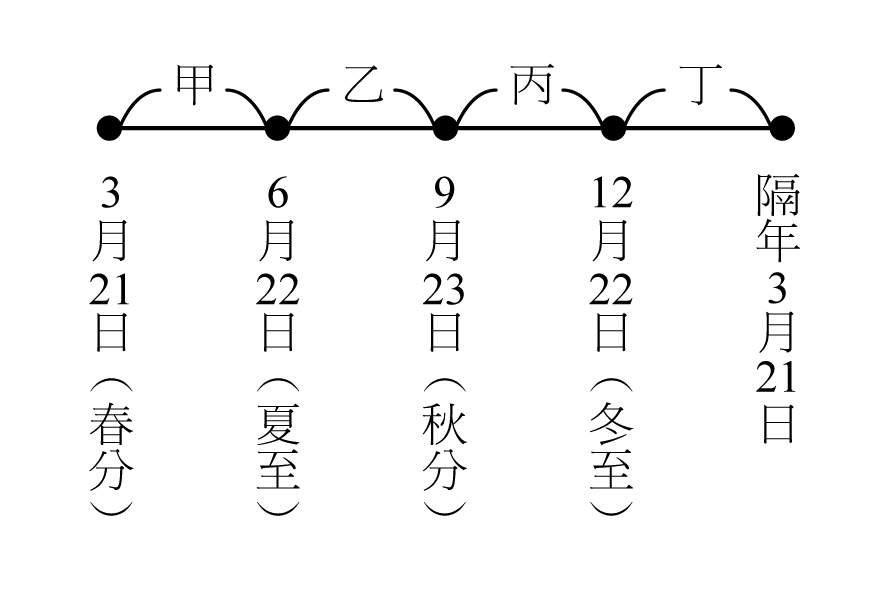 甲 乙 丙 丁
3月21日（春分）
6月22日（夏至）
9月23日（秋分）
12月22日（冬至）
隔年3月21日